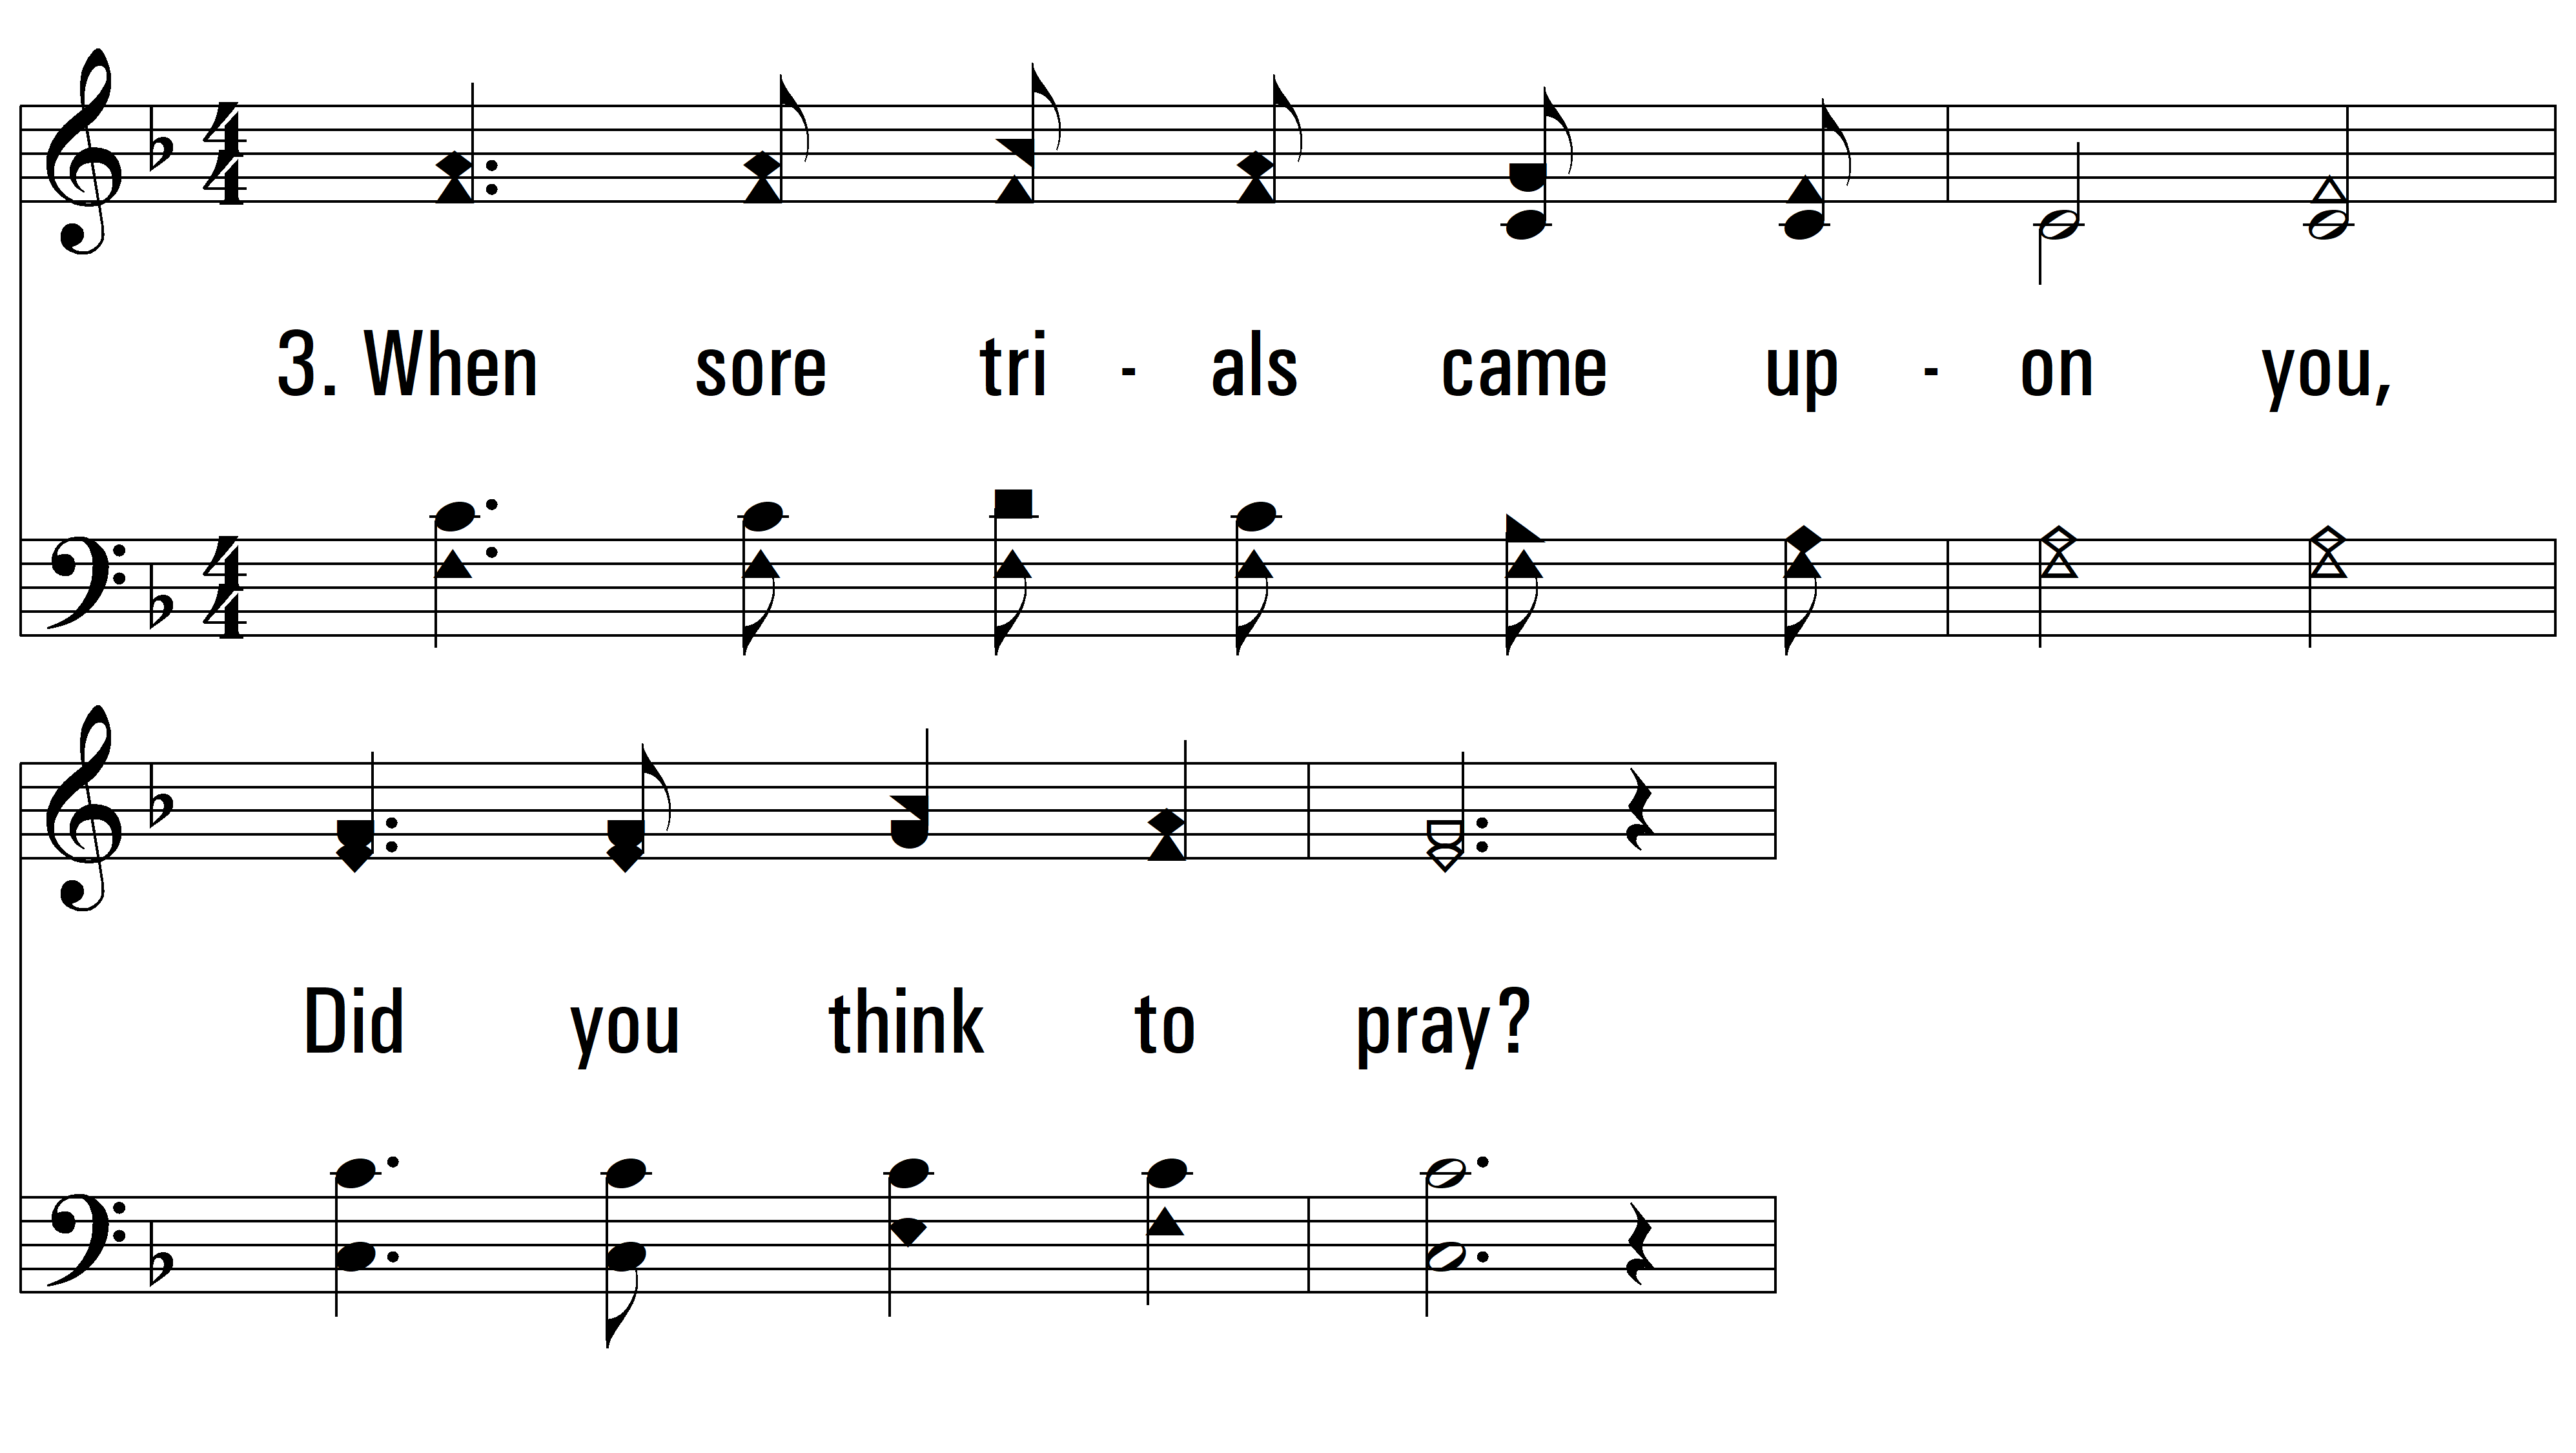 3. When sore tri - als came up - on you,
Did you think to pray?